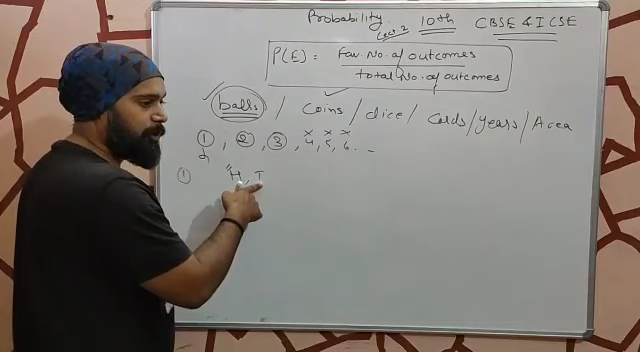 Probability 10th CBSE & ICSE
Lect. 2
P(E) = Fav. No. of outcomes
Total No. of outcomes
balls / Coins / dice / Cards / years / Area
1, 2, 3, 4, 5, 6. _
① H, T